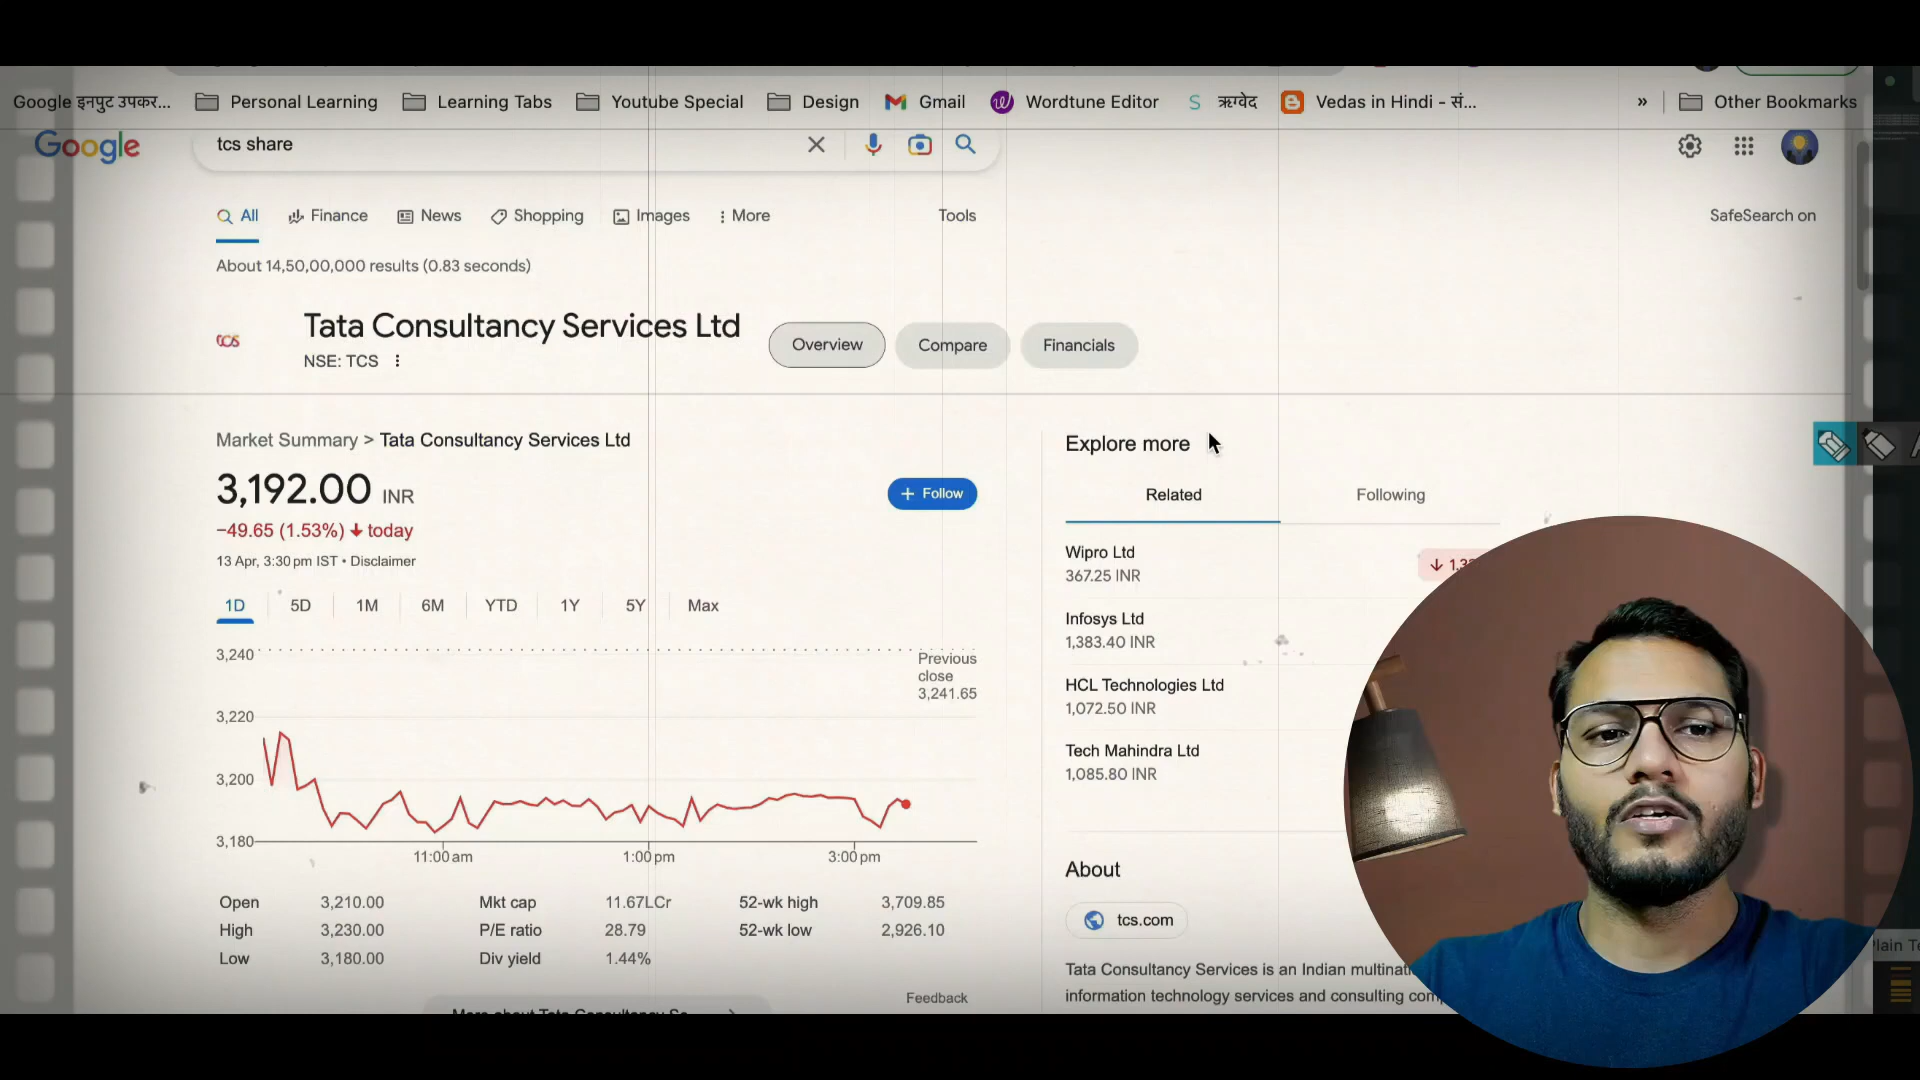 Google इनपुट उपकर... Personal Learning Learning Tabs Youtube Special Design Gmail Wordtune Editor ऋग्वेद Vedas in Hindi - सं... » Other Bookmarks
Google tcs share
All Finance News Shopping Images More Tools SafeSearch on
About 14,50,00,000 results (0.83 seconds)
tcs
Tata Consultancy Services Ltd
NSE: TCS
Overview Compare Financials
Market Summary > Tata Consultancy Services Ltd
3,192.00 INR
+ Follow
−49.65 (1.53%) ↓ today
13 Apr, 3:30 pm IST • Disclaimer
1D 5D 1M 6M YTD 1Y 5Y Max
3,240
Previous
close
3,241.65
3,220
3,200
3,180
11:00 am 1:00 pm 3:00 pm
Open 3,210.00 Mkt cap 11.67LCr 52-wk high 3,709.85
High 3,230.00 P/E ratio 28.79 52-wk low 2,926.10
Low 3,180.00 Div yield 1.44%
Feedback
Explore more
Related Following
Wipro Ltd
367.25 INR
Infosys Ltd
1,383.40 INR
HCL Technologies Ltd
1,072.50 INR
Tech Mahindra Ltd
1,085.80 INR
About
tcs.com
Tata Consultancy Services is an Indian
information technology services and consulting